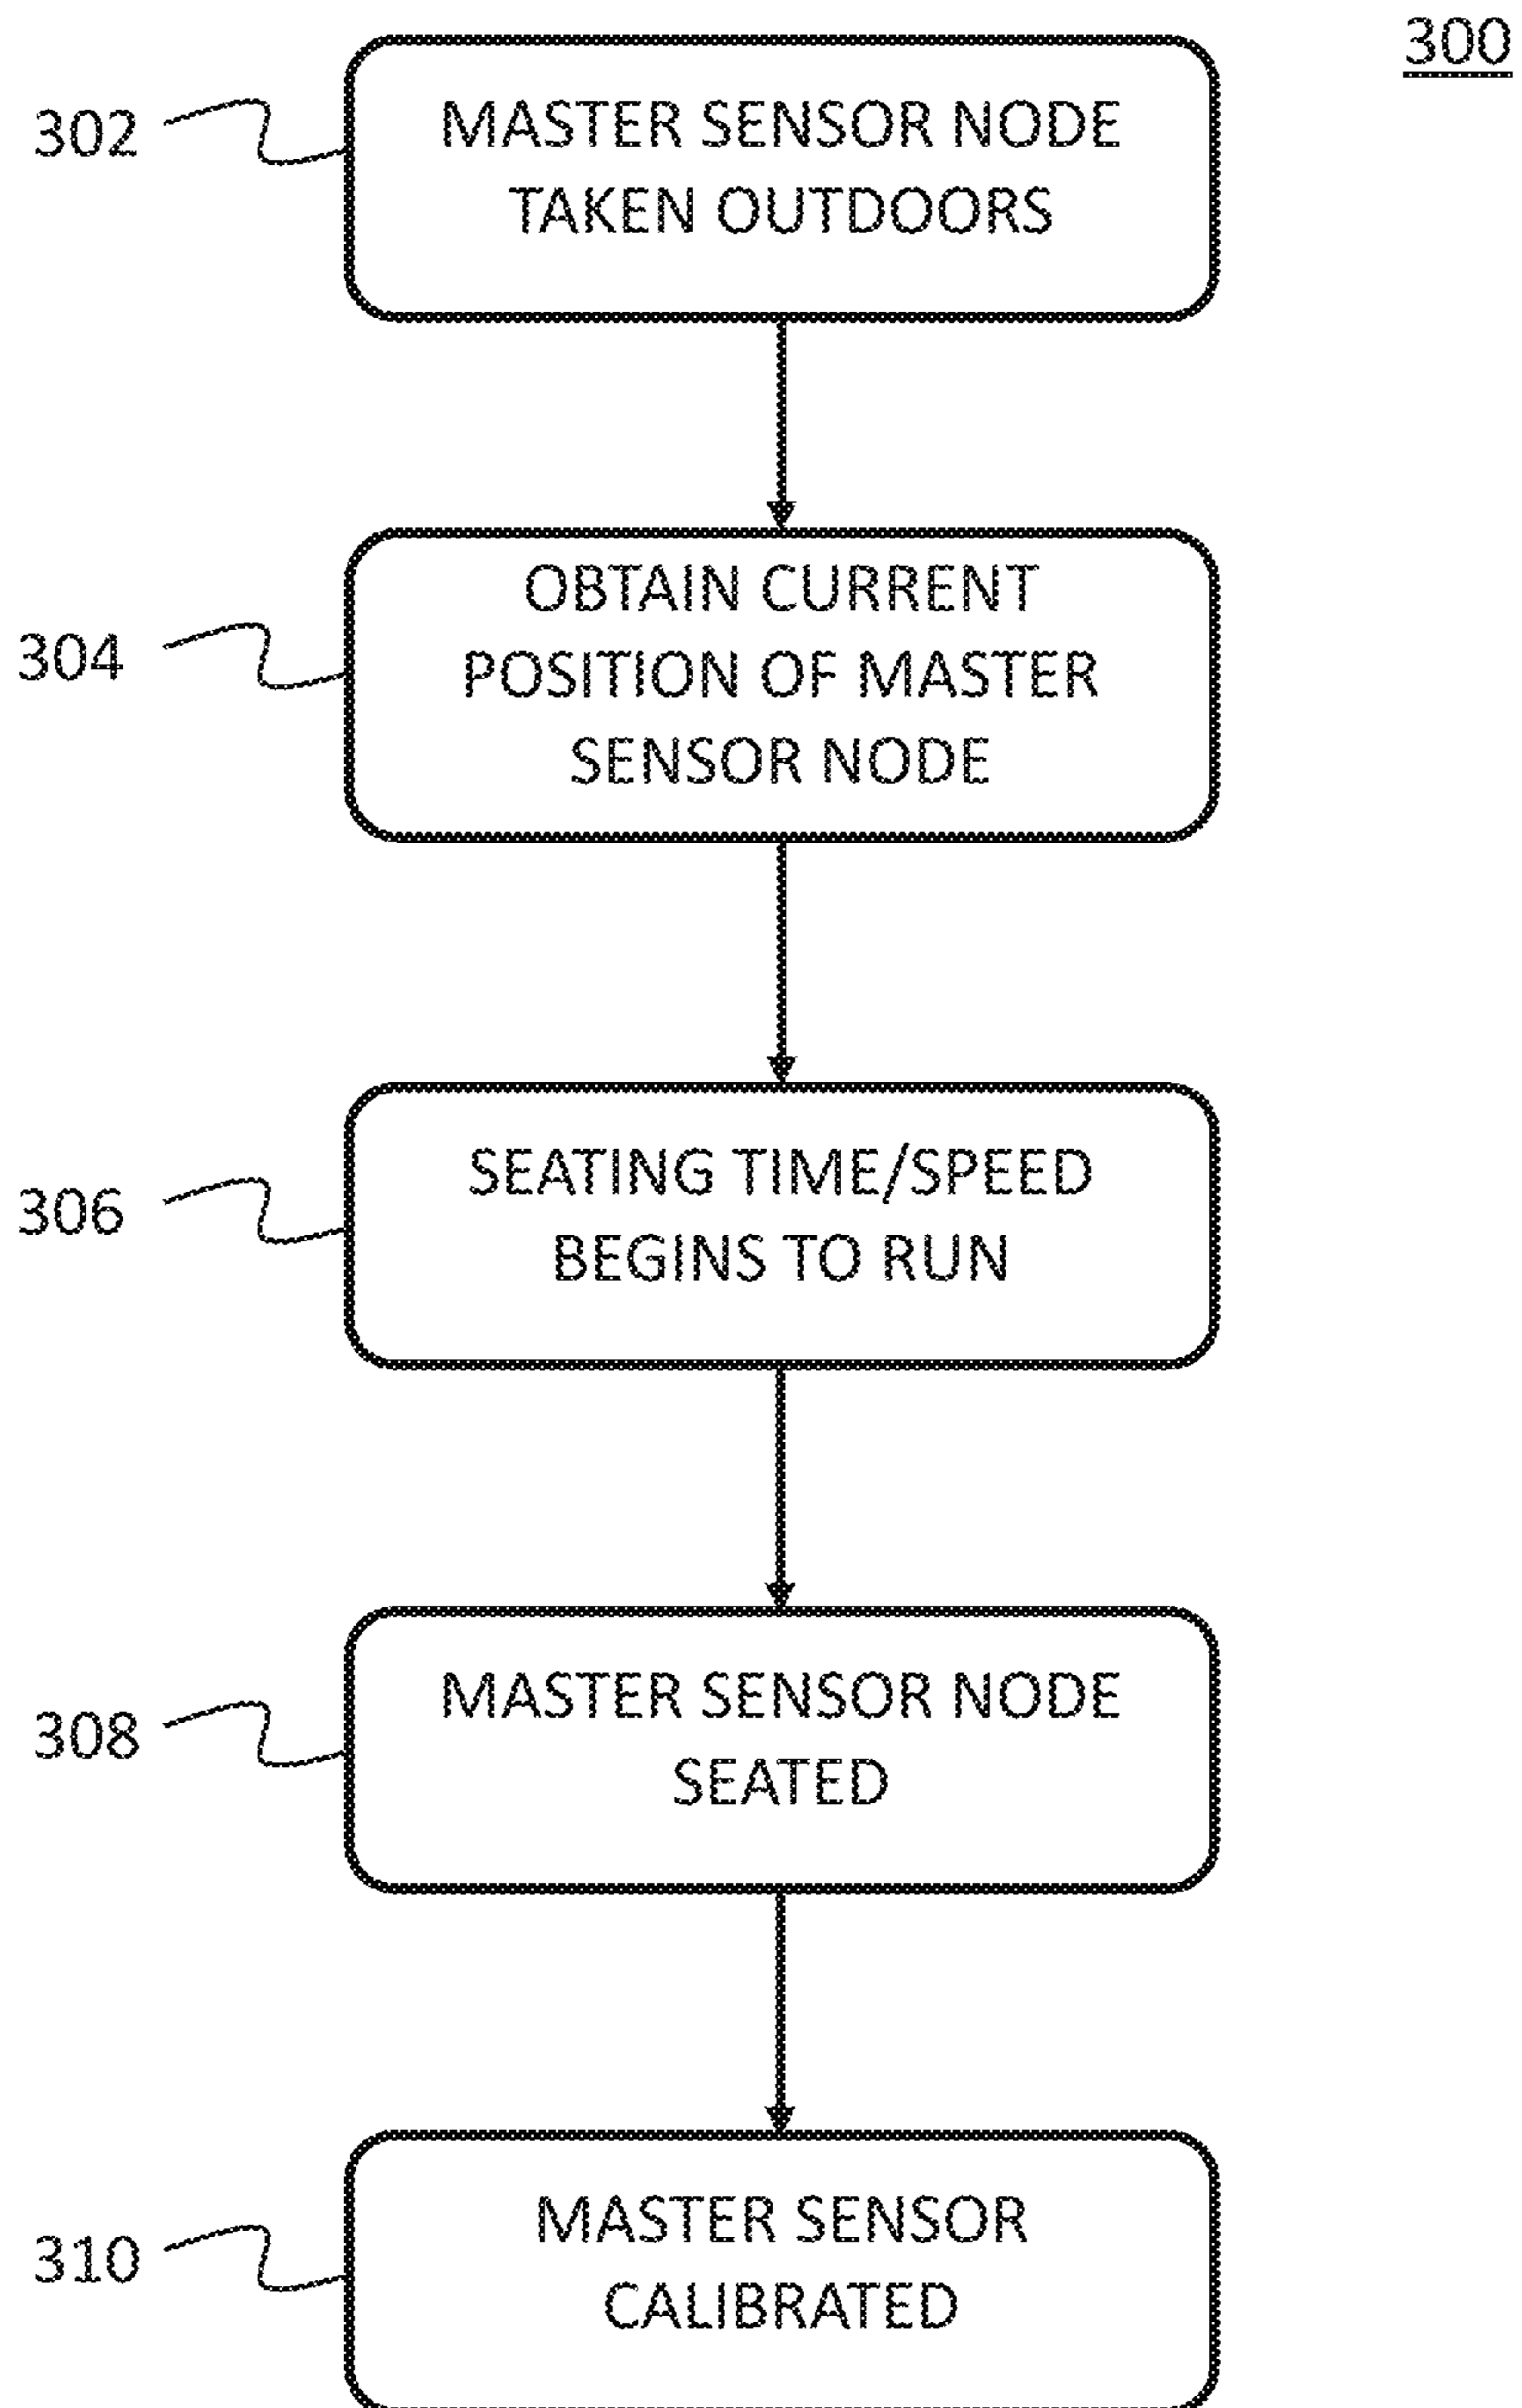 300
302
MASTER SENSOR NODE
TAKEN OUTDOORS
304
OBTAIN CURRENT
POSITION OF MASTER
SENSOR NODE
306
SEATING TIME/SPEED
BEGINS TO RUN
308
MASTER SENSOR NODE
SEATED
310
MASTER SENSOR
CALIBRATED